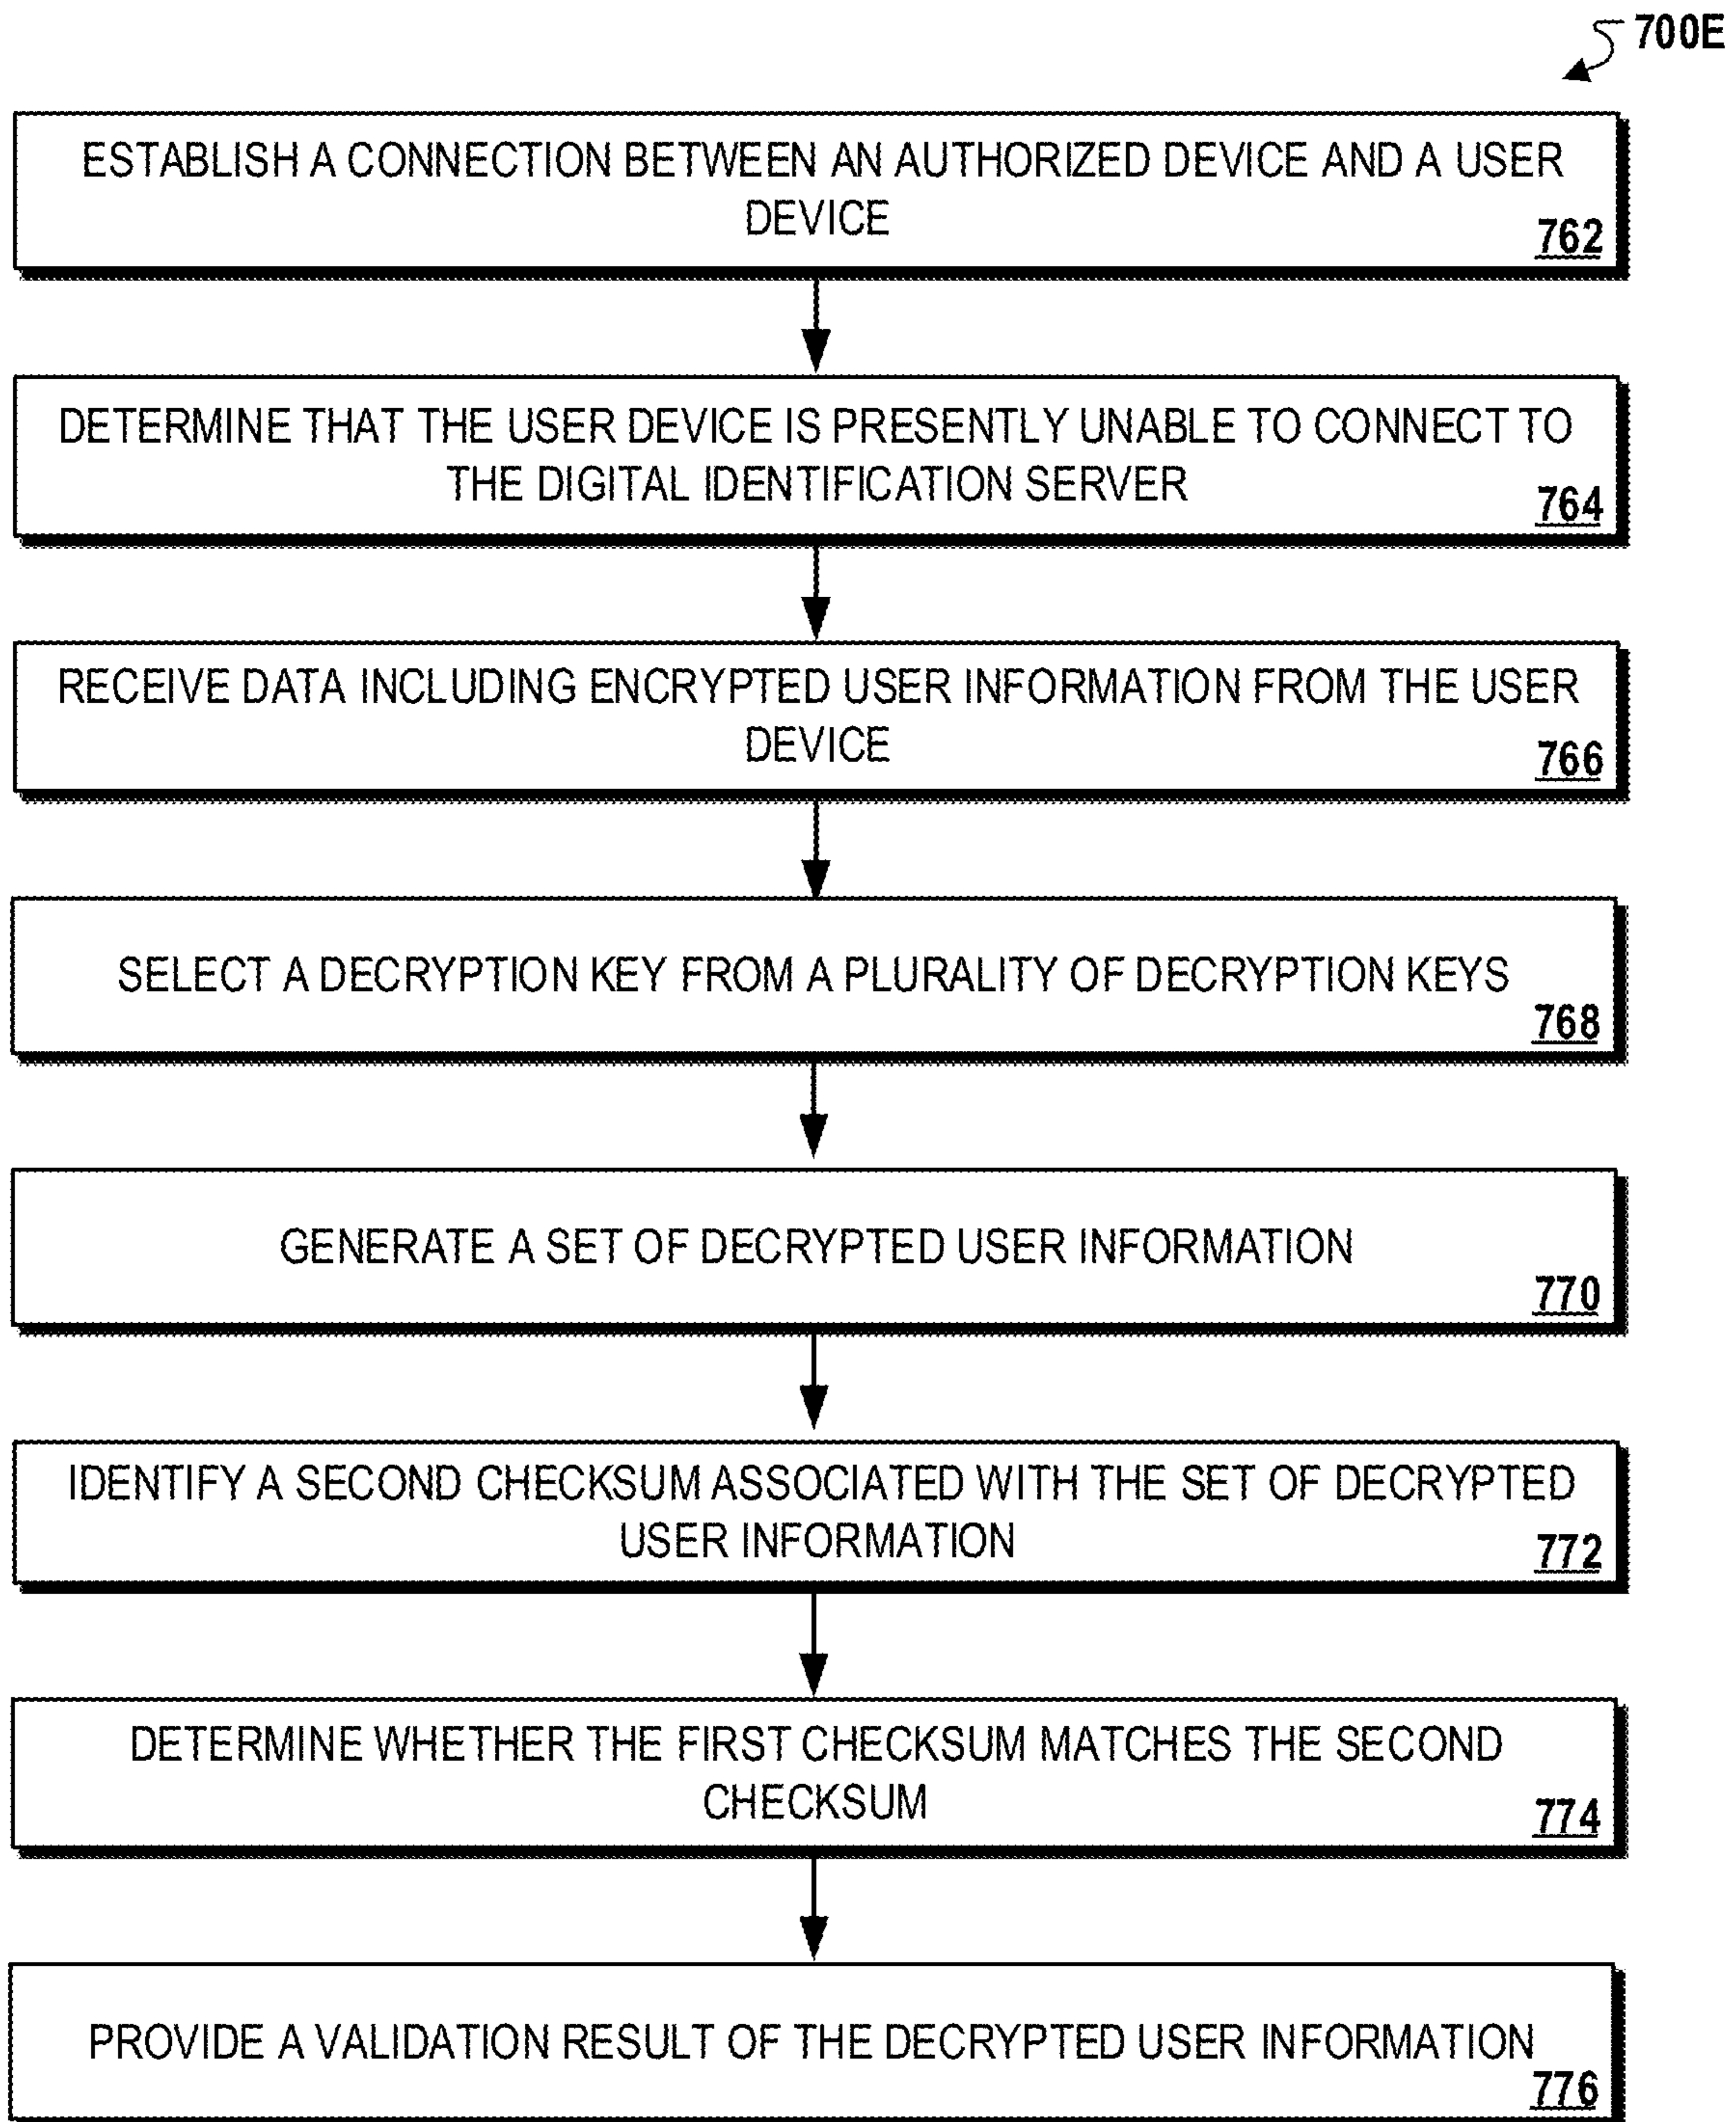 700E
ESTABLISH A CONNECTION BETWEEN AN AUTHORIZED DEVICE AND A USER
DEVICE
762
DETERMINE THAT THE USER DEVICE IS PRESENTLY UNABLE TO CONNECT TO
THE DIGITAL IDENTIFICATION SERVER
764
RECEIVE DATA INCLUDING ENCRYPTED USER INFORMATION FROM THE USER
DEVICE
766
SELECT A DECRYPTION KEY FROM A PLURALITY OF DECRYPTION KEYS
768
GENERATE A SET OF DECRYPTED USER INFORMATION
770
IDENTIFY A SECOND CHECKSUM ASSOCIATED WITH THE SET OF DECRYPTED
USER INFORMATION
772
DETERMINE WHETHER THE FIRST CHECKSUM MATCHES THE SECOND
CHECKSUM
774
PROVIDE A VALIDATION RESULT OF THE DECRYPTED USER INFORMATION
776